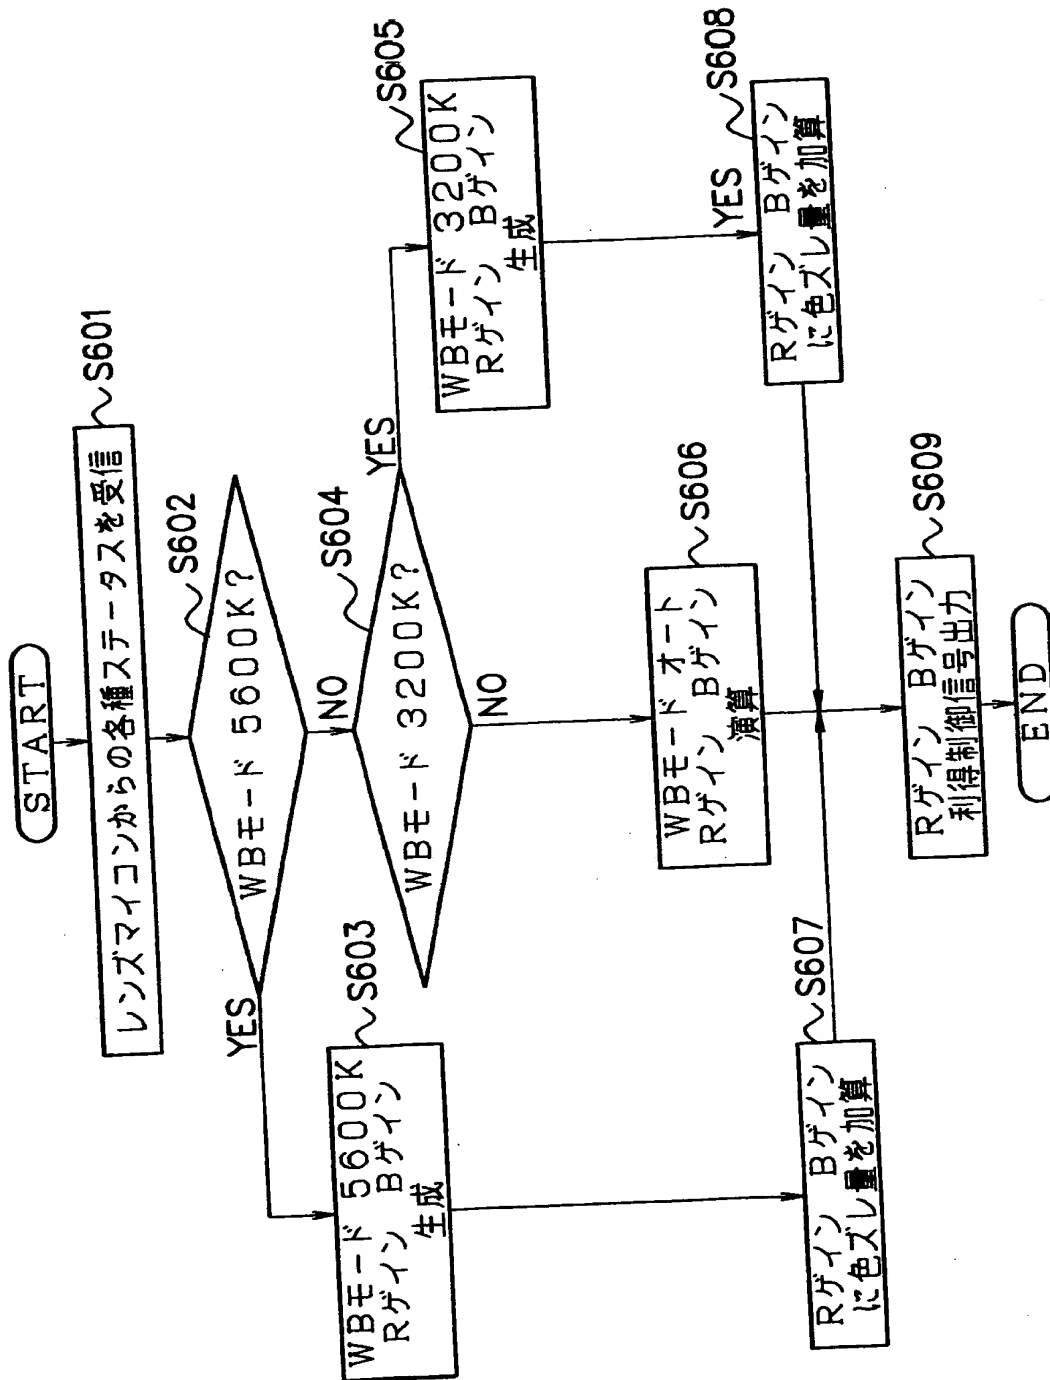 START
レンズマイコンからの各種ステータスを受信
S601
WBモード 5600K?
S602
YES
NO
WBモード 5600K
Rゲイン Bゲイン
生成
S603
WBモード 3200K?
S604
YES
NO
WBモード 3200K
Rゲイン Bゲイン
生成
S605
WBモード オート
Rゲイン Bゲイン
演算
S606
Rゲイン Bゲイン
に色ズレ量を加算
S607
YES
Rゲイン Bゲイン
に色ズレ量を加算
S608
Rゲイン Bゲイン
利得制御信号出力
S609
END